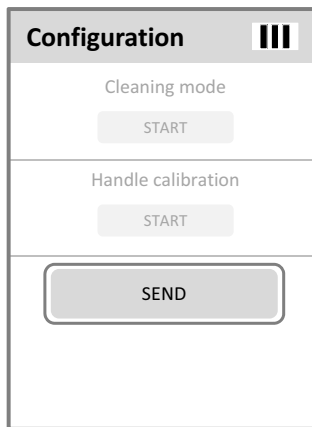 Configuration
Cleaning mode
START
Handle calibration
START
SEND